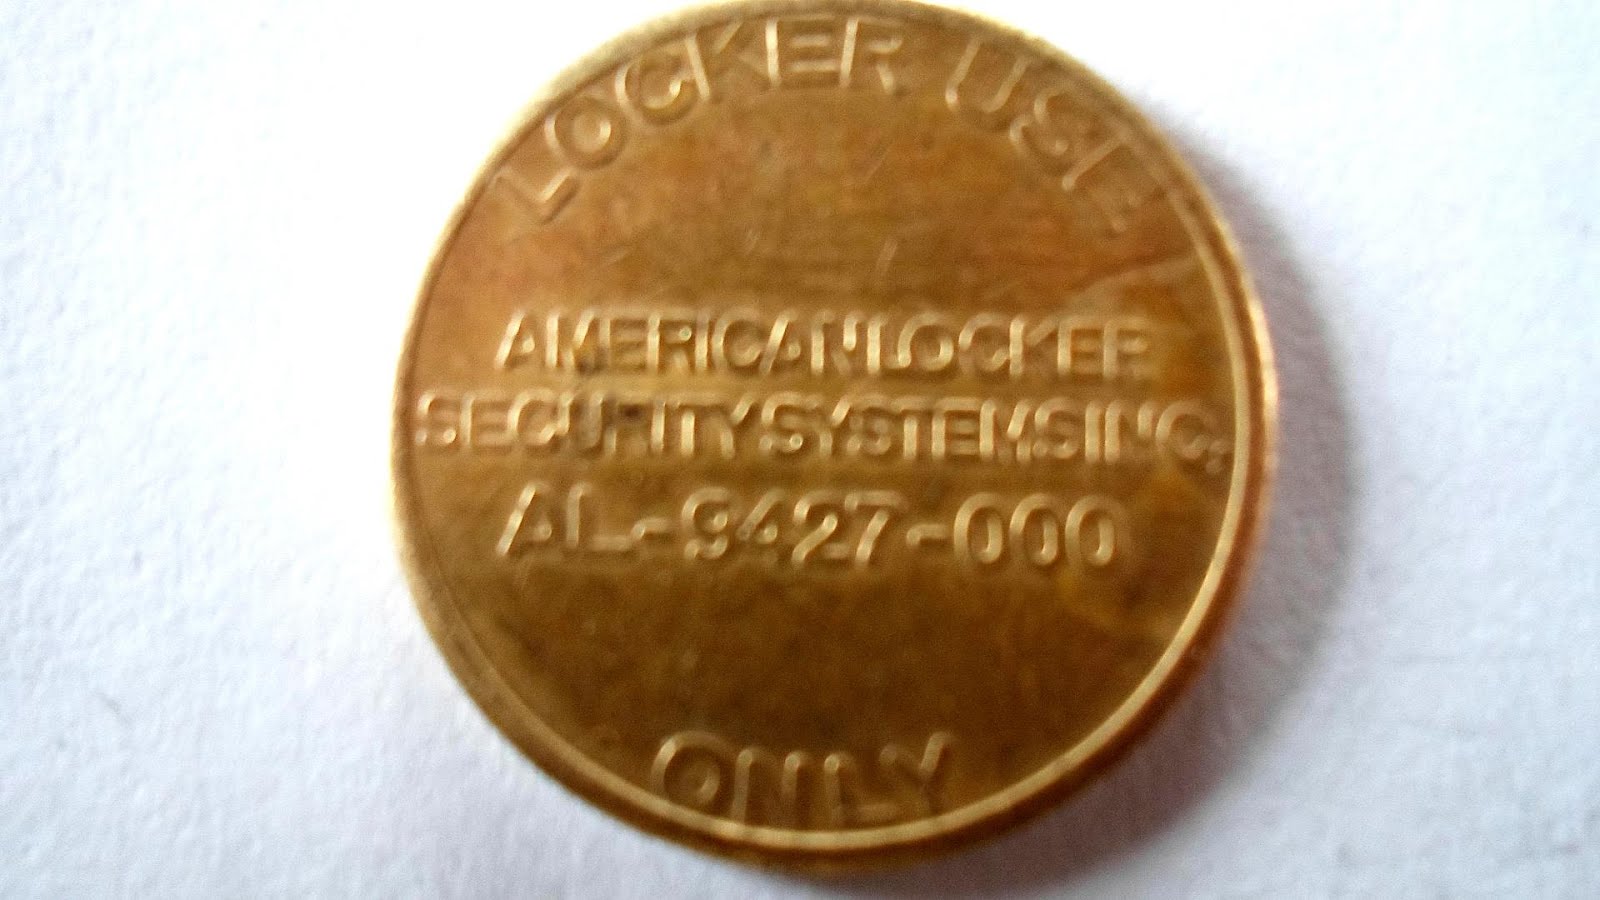 LOCKER USE
AMERICAN LOCKER
SECURITY SYSTEMS INC.
AL-9427-000
ONLY